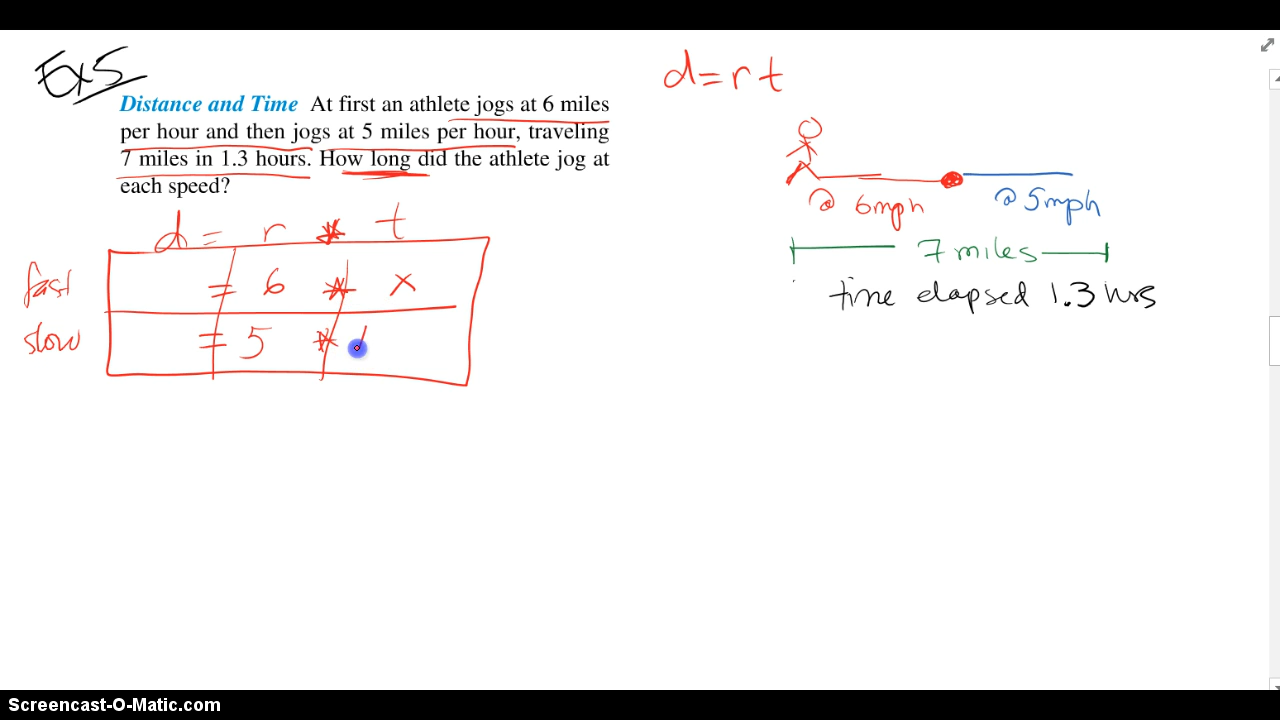 Ex 5
Distance and Time At first an athlete jogs at 6 miles
per hour and then jogs at 5 miles per hour, traveling
7 miles in 1.3 hours. How long did the athlete jog at
each speed?
d = r * t
fast = 6 * x
slow = 5 *
d = r t
@ 6mph @ 5mph
7 miles
time elapsed 1.3 hrs
Screencast-O-Matic.com